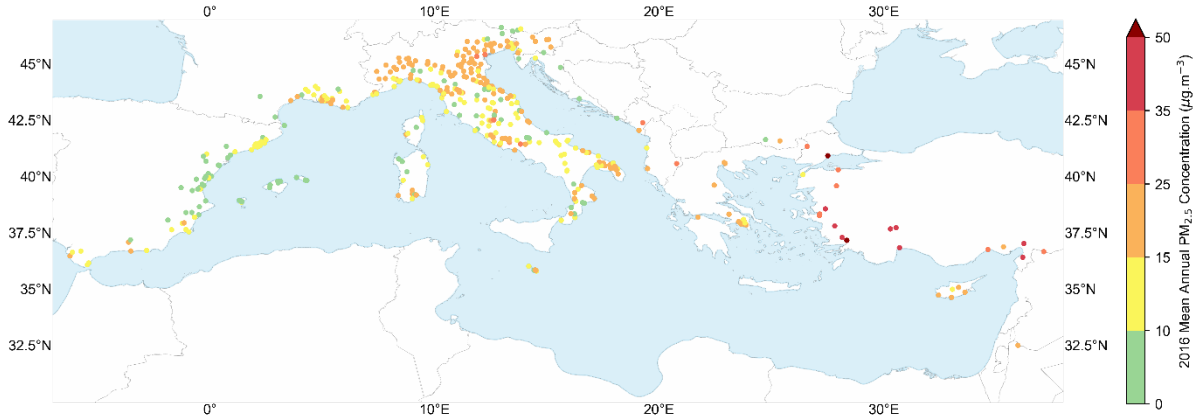 0° 10°E 20°E 30°E
45°N 45°N
42.5°N 42.5°N
40°N 40°N
37.5°N 37.5°N
35°N 35°N
32.5°N 32.5°N
0° 10°E 20°E 30°E
50
35
25
15
10
0
2016 Mean Annual PM2.5 Concentration (µg.m−3)